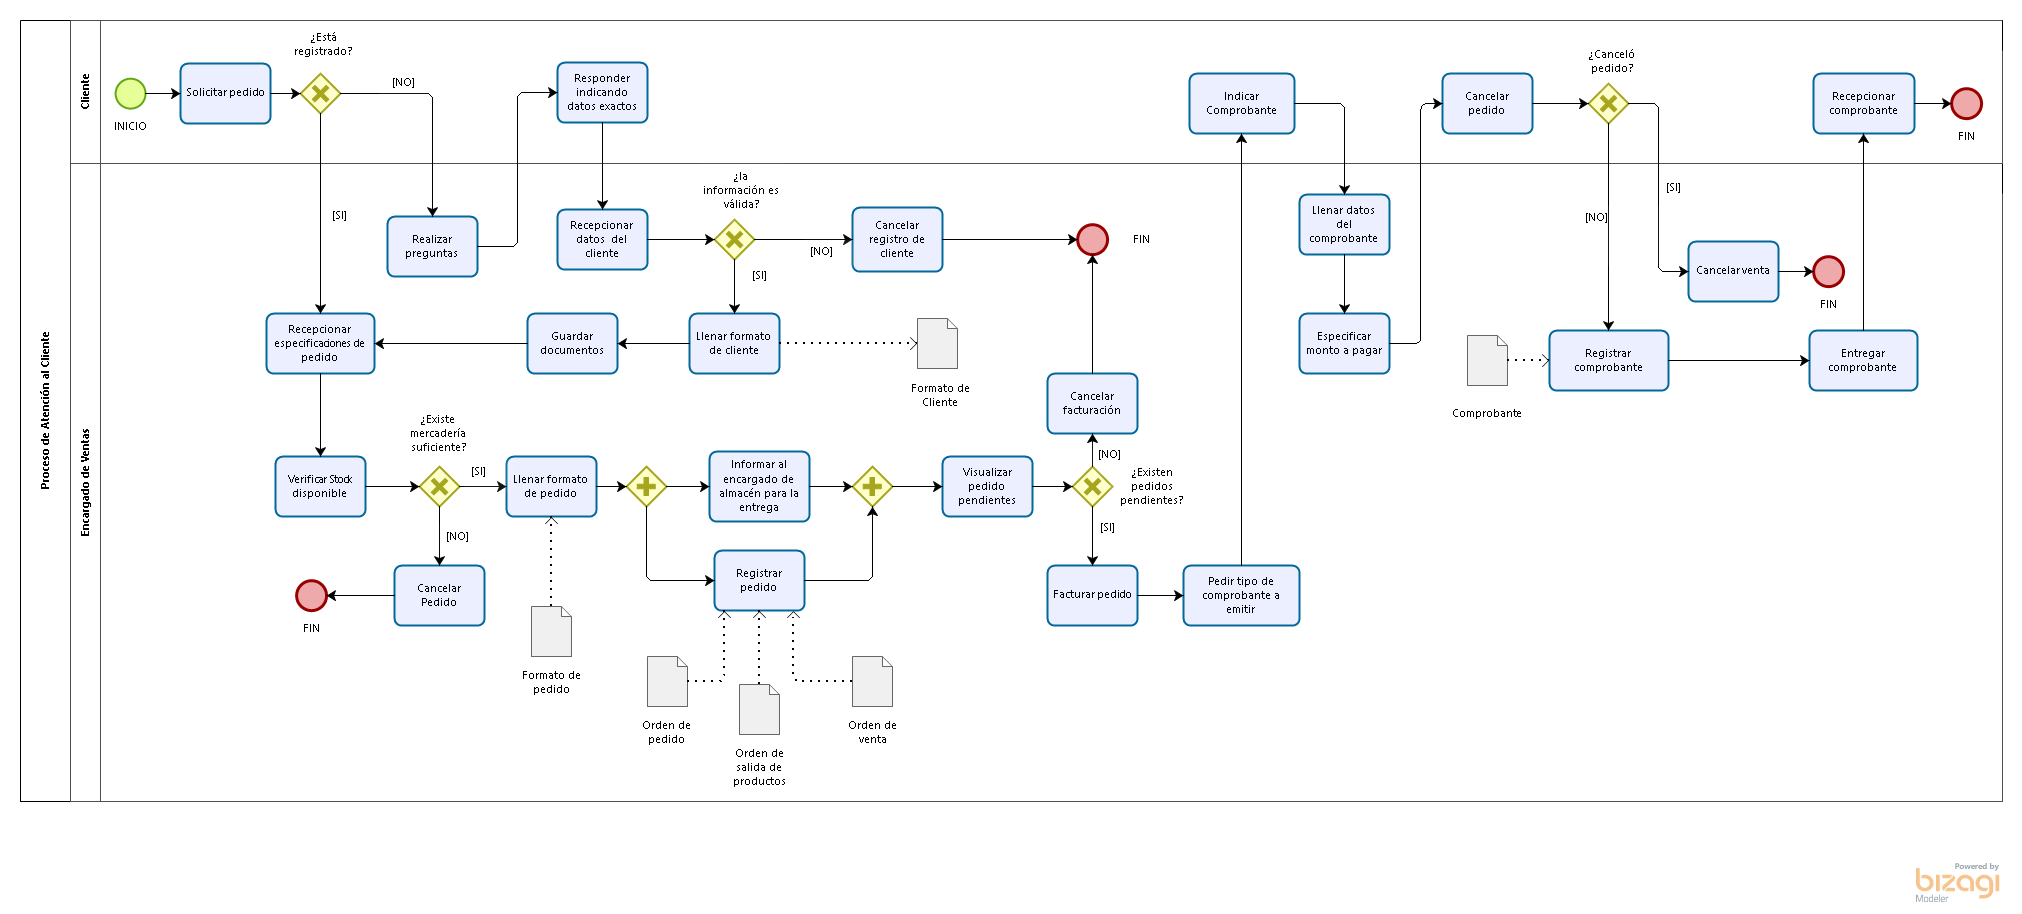 Proceso de Atención al Cliente
Cliente
INICIO
Solicitar pedido
¿Está
registrado?
[NO]
[SI]
Responder
indicando
datos exactos
Indicar
Comprobante
Cancelar
pedido
¿Canceló
pedido?
[SI]
[NO]
Recepcionar
comprobante
FIN
Encargado de Ventas
Realizar
preguntas
Recepcionar
datos del
cliente
¿la
información es
válida?
[NO]
[SI]
Cancelar
registro de
cliente
FIN
Llenar datos
del
comprobante
Cancelar venta
FIN
Recepcionar
especificaciones de
pedido
Guardar
documentos
Llenar formato
de cliente
Formato de
Cliente
Cancelar
facturación
Especificar
monto a pagar
Comprobante
Registrar
comprobante
Entregar
comprobante
Verificar Stock
disponible
¿Existe
mercadería
suficiente?
[SI]
[NO]
Llenar formato
de pedido
Informar al
encargado de
almacén para la
entrega
Visualizar
pedido
pendientes
[NO]
¿Existen
pedidos
pendientes?
[SI]
FIN
Cancelar
Pedido
Formato de
pedido
Registrar
pedido
Facturar pedido
Pedir tipo de
comprobante a
emitir
Orden de
pedido
Orden de
salida de
productos
Orden de
venta
Powered by
bizagi
Modeler